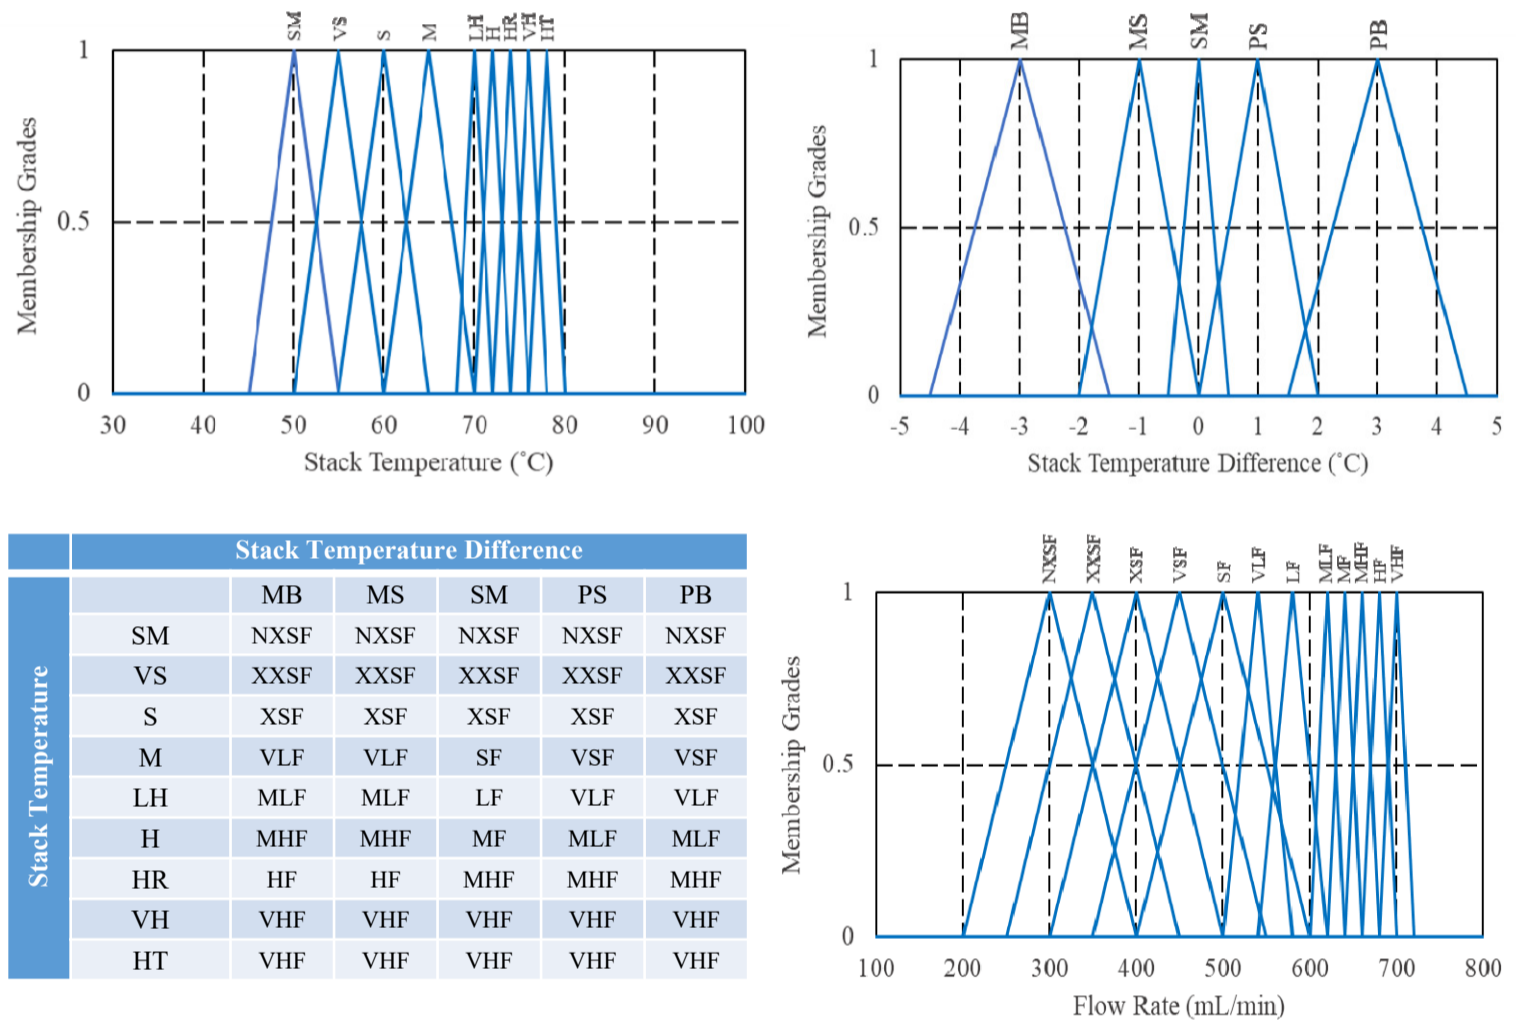 SM VS S M LH H HR VH HT
1
0.5
0
30 40 50 60 70 80 90 100
Membership Grades
Stack Temperature (˚C)
MB MS SM PS PB
1
0.5
0
-5 -4 -3 -2 -1 0 1 2 3 4 5
Membership Grades
Stack Temperature Difference (˚C)
Stack Temperature Difference
Stack Temperature
MB MS SM PS PB
SM NXSF NXSF NXSF NXSF NXSF
VS XXSF XXSF XXSF XXSF XXSF
S XSF XSF XSF XSF XSF
M VLF VLF SF VSF VSF
LH MLF MLF LF VLF VLF
H MHF MHF MF MLF MLF
HR HF HF MHF MHF MHF
VH VHF VHF VHF VHF VHF
HT VHF VHF VHF VHF VHF
NXSF XXSF XSF VSF SF VLF LF MLF MF MHF HF VHF
1
0.5
0
100 200 300 400 500 600 700 800
Membership Grades
Flow Rate (mL/min)